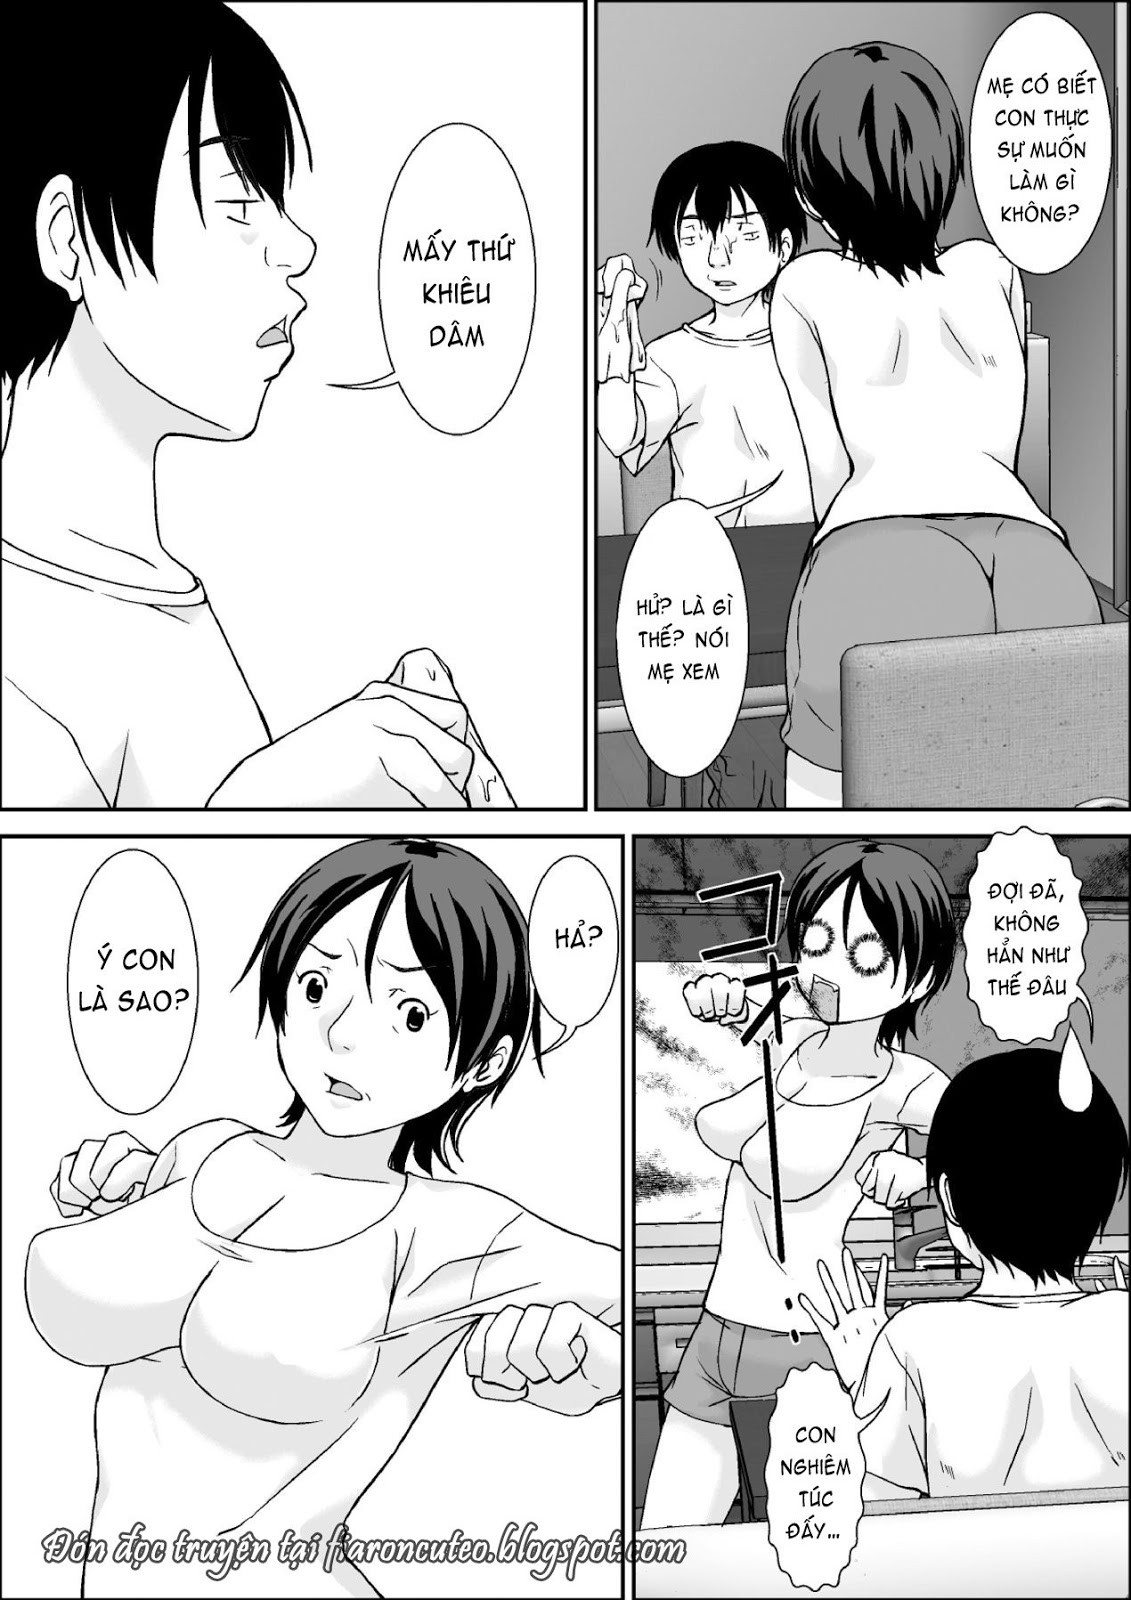 MẸ CÓ BIẾT
CON THỰC
SỰ MUỐN
LÀM GÌ
KHÔNG?
HỬ? LÀ GÌ
THẾ? NÓI
MẸ XEM
MẤY THỨ
KHIÊU
DÂM
ĐỢI ĐÃ,
KHÔNG
HẲN NHƯ
THẾ ĐÂU
CON
NGHIÊM
TÚC
ĐẤY...
HẢ?
Ý CON
LÀ SAO?
Đón đọc truyện tại fiaroncuteo.blogspot.com